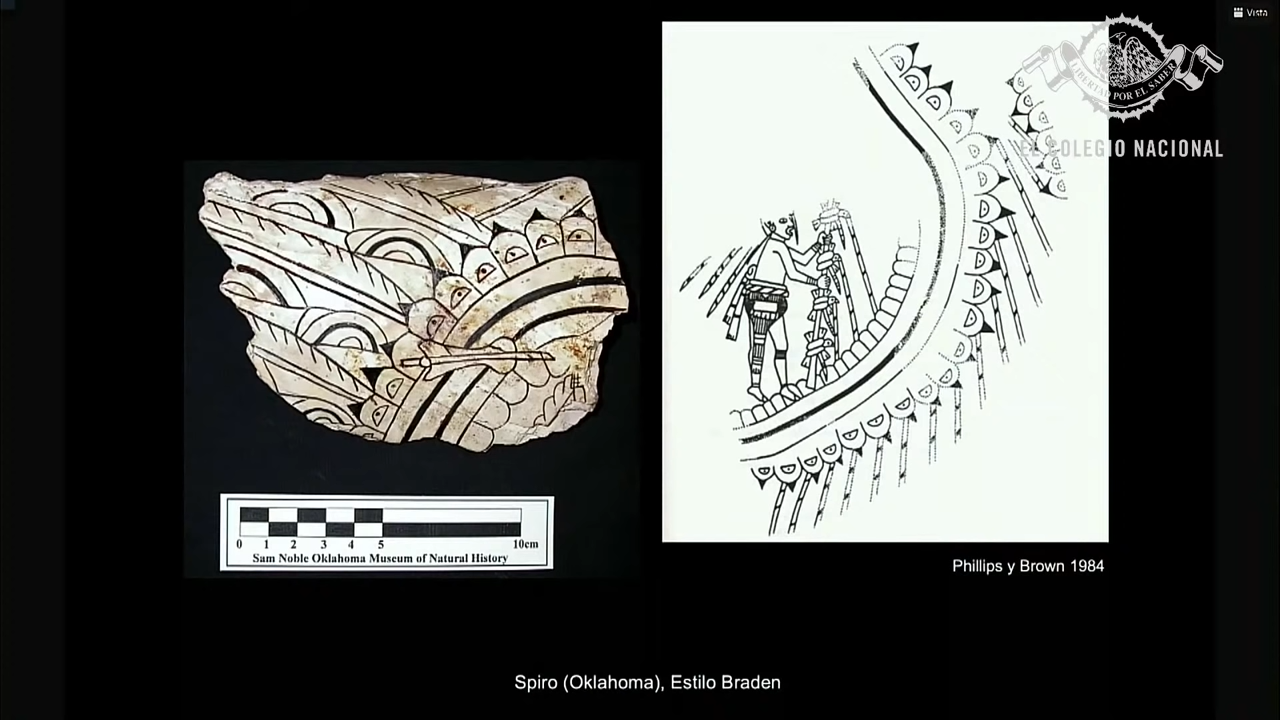 Vista
LIBERTAD POR EL SABER
EL COLEGIO NACIONAL
0 1 2 3 4 5 10cm
Sam Noble Oklahoma Museum of Natural History
Phillips y Brown 1984
Spiro (Oklahoma), Estilo Braden